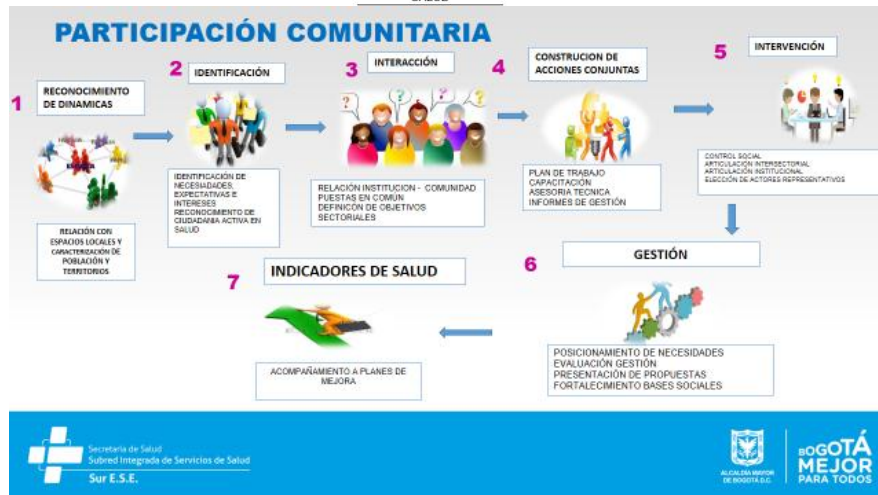 PARTICIPACIÓN COMUNITARIA
1
RECONOCIMIENTO
DE DINAMICAS
RELACIÓN CON
ESPACIOS LOCALES Y
CARACTERIZACIÓN DE
POBLACIÓN Y
TERRITORIOS
2
IDENTIFICACIÓN
IDENTIFICACIÓN DE
NECESIADADES,
EXPECTATIVAS E
INTERESES
RECONOCIMIENTO DE
CIUDADANIA ACTIVA EN
SALUD
3
INTERACCIÓN
? ? ? ?
RELACIÓN INSTITUCION - COMUNIDAD
PUESTAS EN COMÚN
DEFINICÓN DE OBJETIVOS
SECTORIALES
4
CONSTRUCION DE
ACCIONES CONJUNTAS
PLAN DE TRABAJO
CAPACITACIÓN
ASESORIA TECNICA
INFORMES DE GESTIÓN
5
INTERVENCIÓN
CONTROL SOCIAL
ARTICULACION INTERSECTORIAL
ARTICULACIÓN INSTITUCIONAL
ELECCIÓN DE ACTORES REPRESENTATIVOS
6
GESTIÓN
POSICIONAMIENTO DE NECESIDADES
EVALUACIÓN GESTIÓN
PRESENTACIÓN DE PROPUESTAS
FORTALECIMIENTO BASES SOCIALES
7
INDICADORES DE SALUD
ACOMPAÑAMIENTO A PLANES DE
MEJORA
Secretaría de Salud
Subred Integrada de Servicios de Salud
Sur E.S.E.
ALCALDÍA MAYOR
DE BOGOTÁ D.C.
BOGOTÁ
MEJOR
PARA TODOS